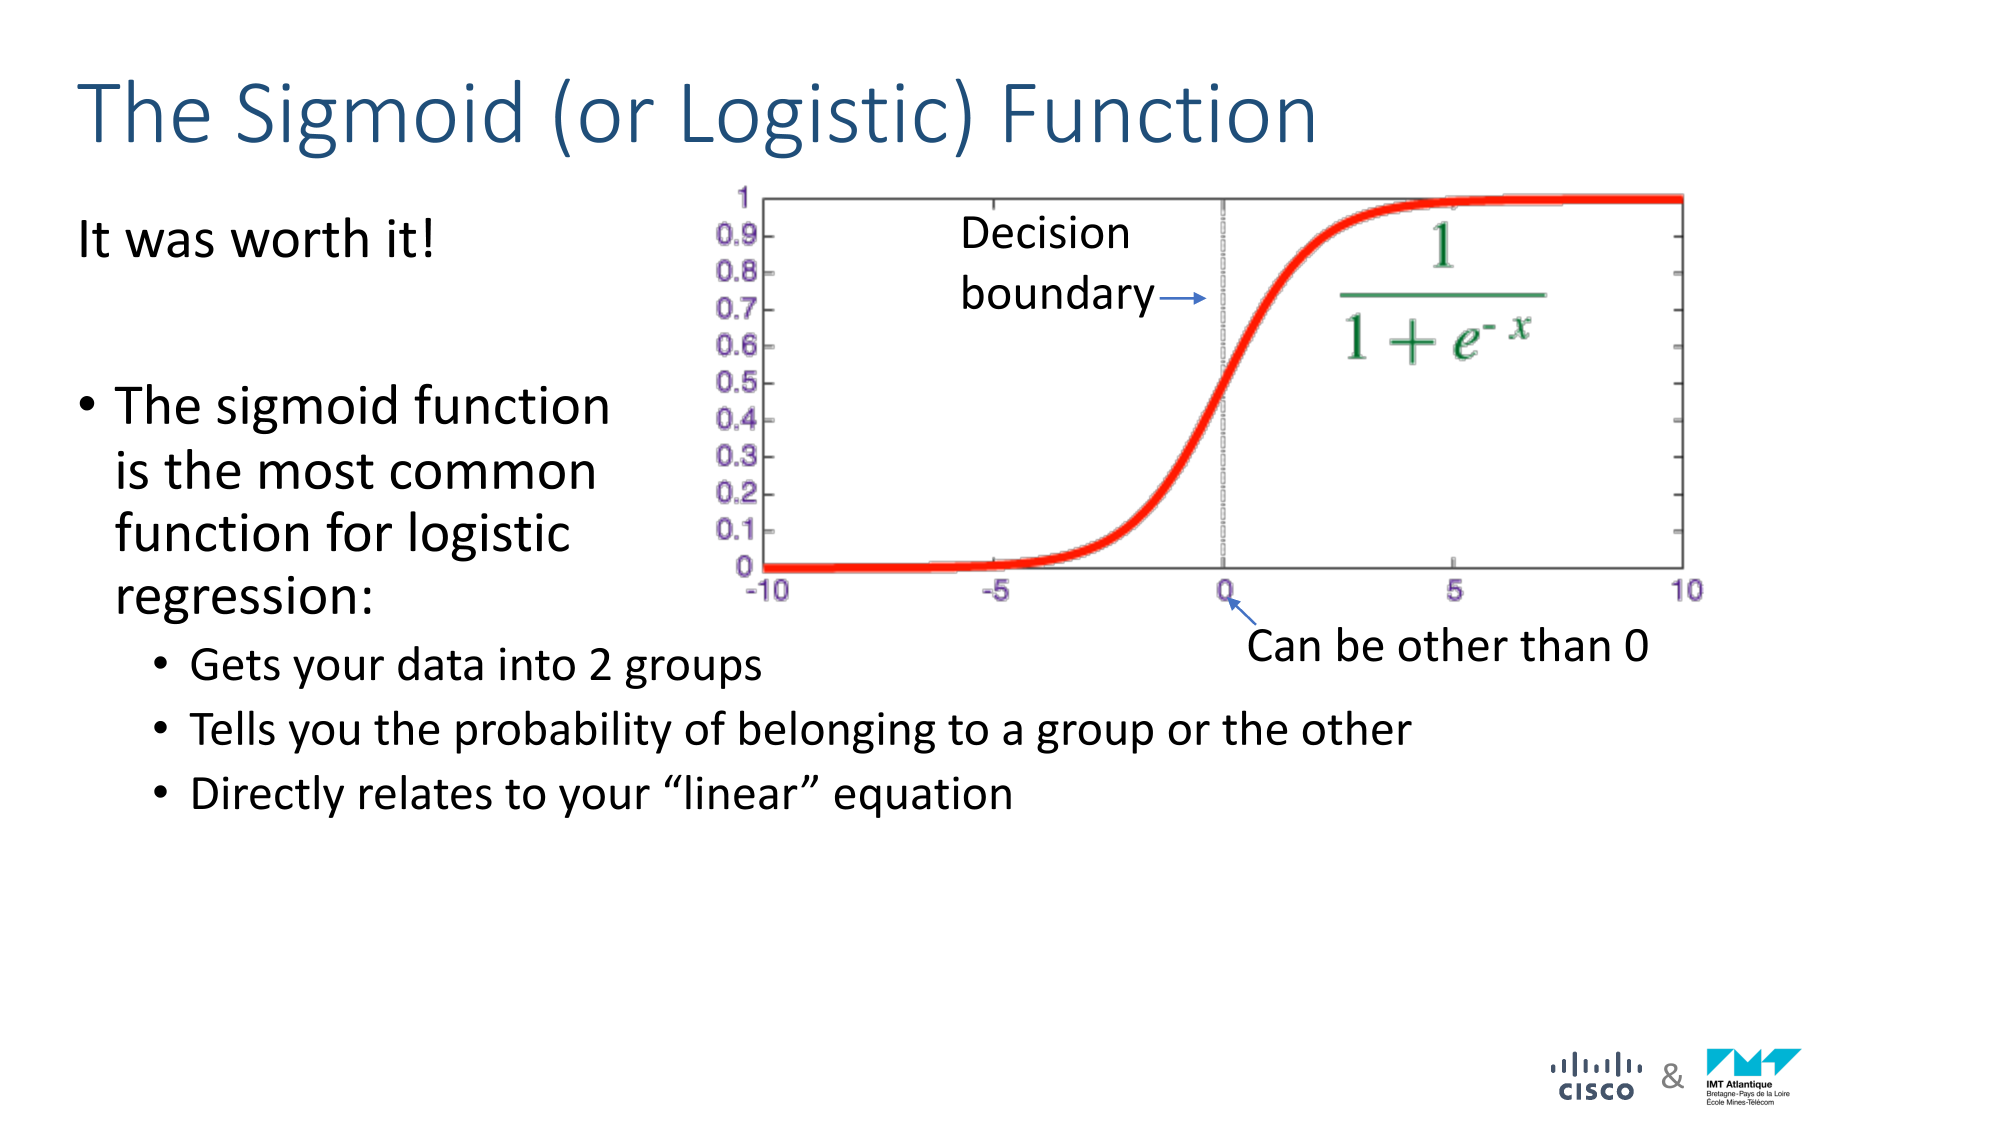 The Sigmoid (or Logistic) Function
It was worth it!
• The sigmoid function
is the most common
function for logistic
regression:
• Gets your data into 2 groups
• Tells you the probability of belonging to a group or the other
• Directly relates to your “linear” equation
1
0.9
0.8
0.7
0.6
0.5
0.4
0.3
0.2
0.1
0
-10 -5 0 5 10
Decision
boundary
1
1 + e- x
Can be other than 0
CISCO
&
IMT Atlantique
Bretagne-Pays de la Loire
École Mines-Télécom